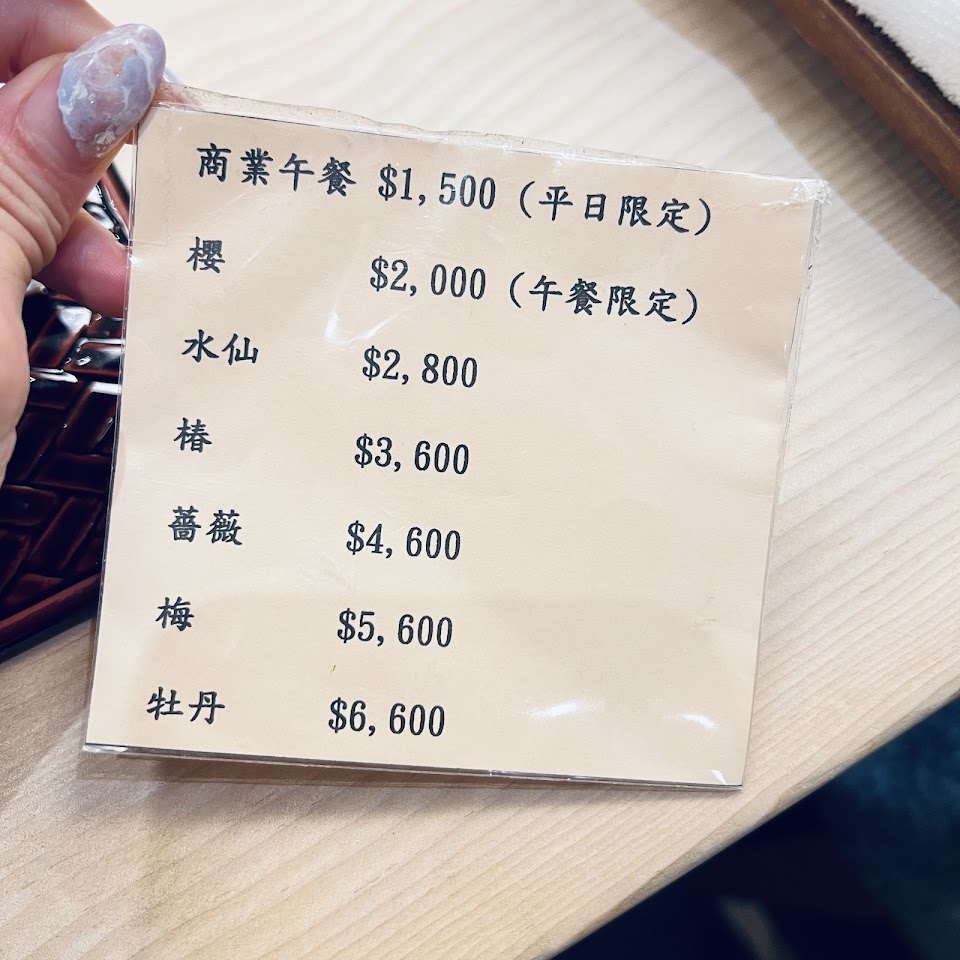 商業午餐 $1,500 (平日限定)
櫻 $2,000 (午餐限定)
水仙 $2,800
椿 $3,600
薔薇 $4,600
梅 $5,600
牡丹 $6,600